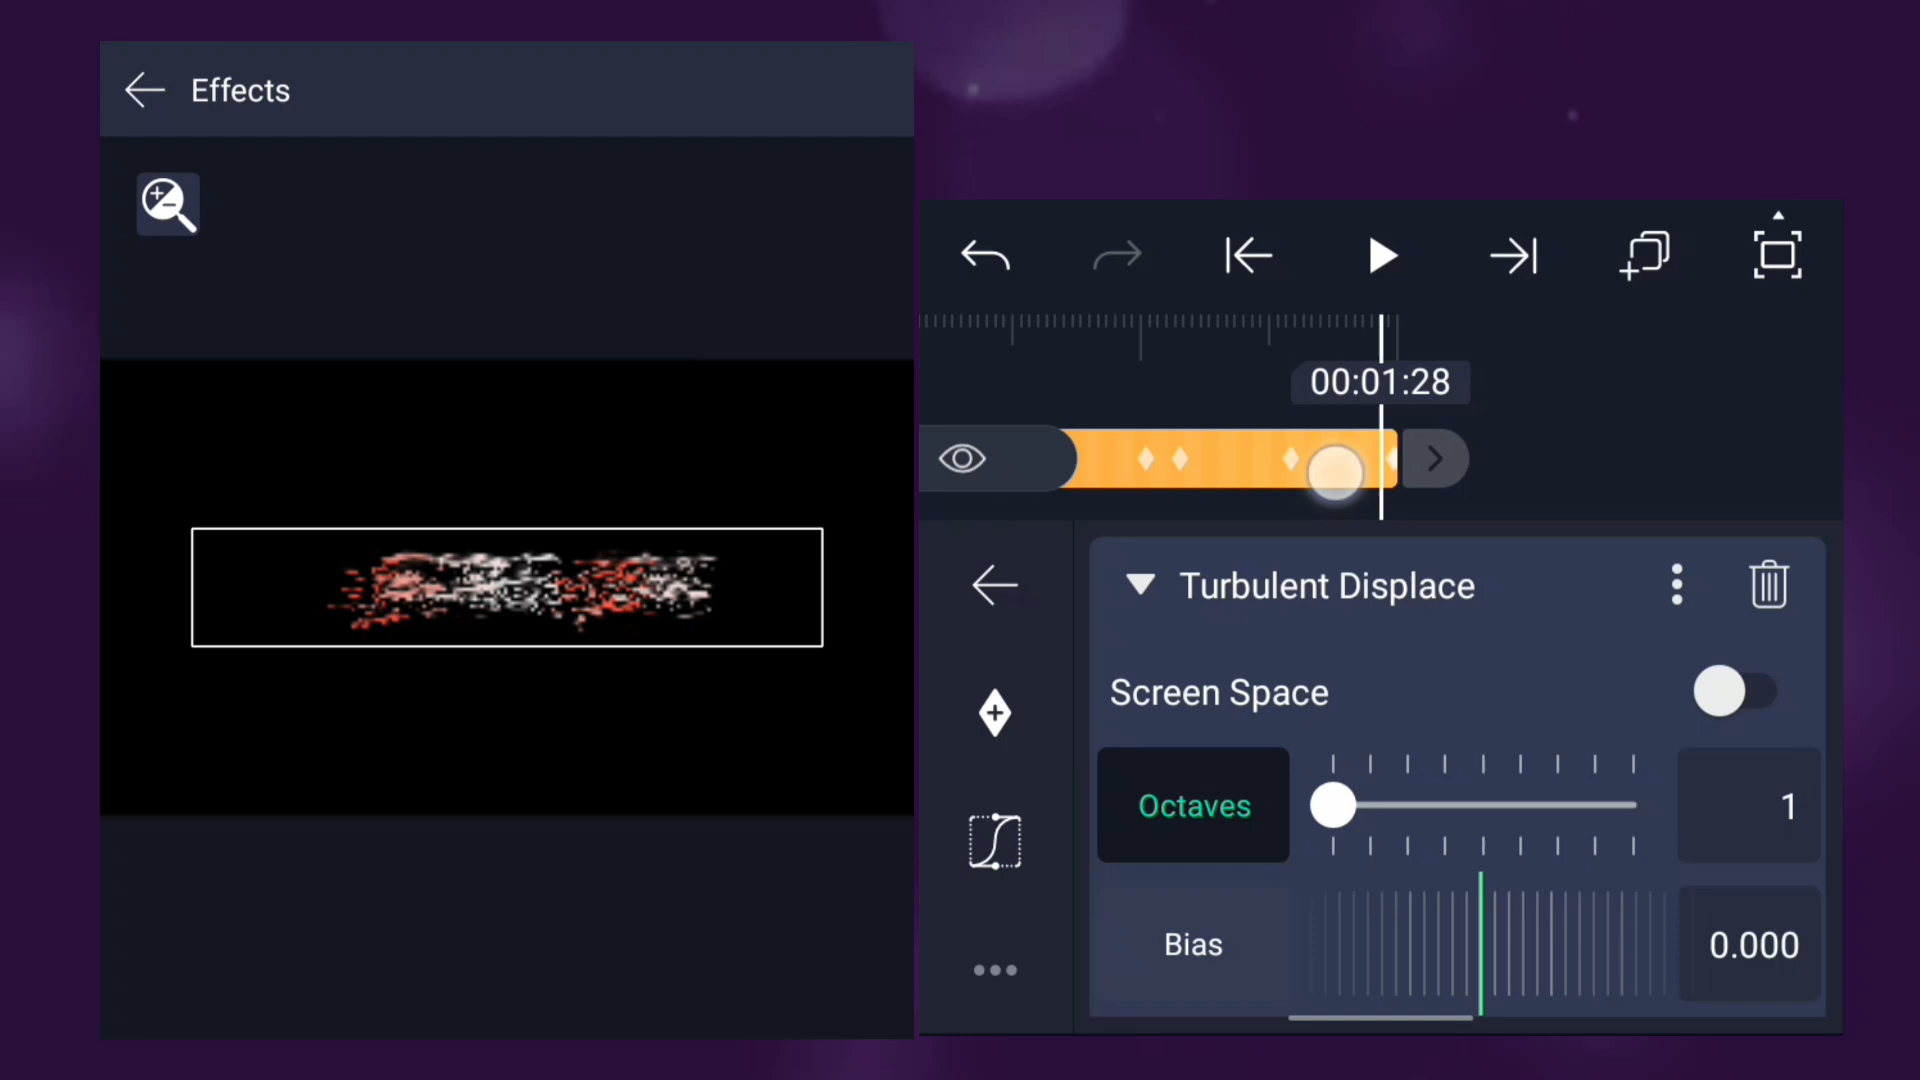 Effects
00:01:28
Turbulent Displace
Screen Space
Octaves
1
Bias
0.000